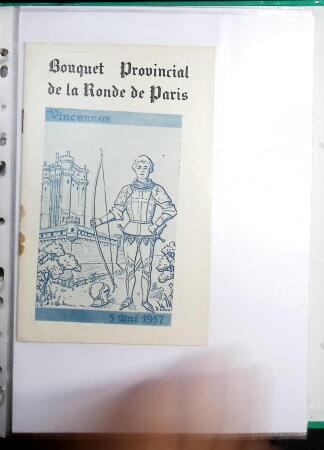 Bouquet Provincial
de la Ronde de Paris
Vincennes
5 Mai 1957